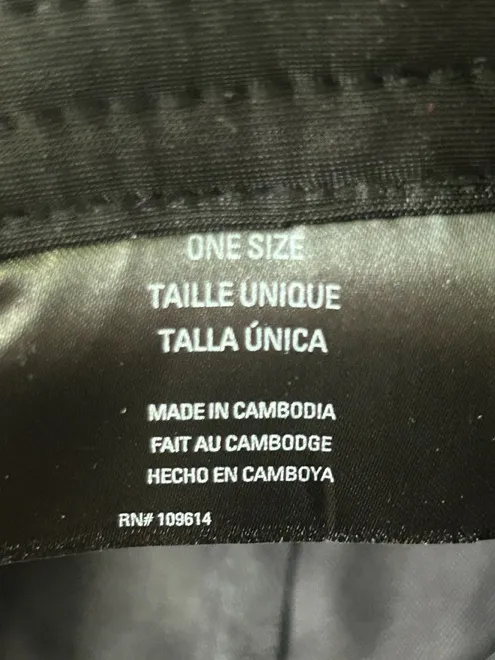 ONE SIZE
TAILLE UNIQUE
TALLA ÚNICA
MADE IN CAMBODIA
FAIT AU CAMBODGE
HECHO EN CAMBOYA
RN# 109614